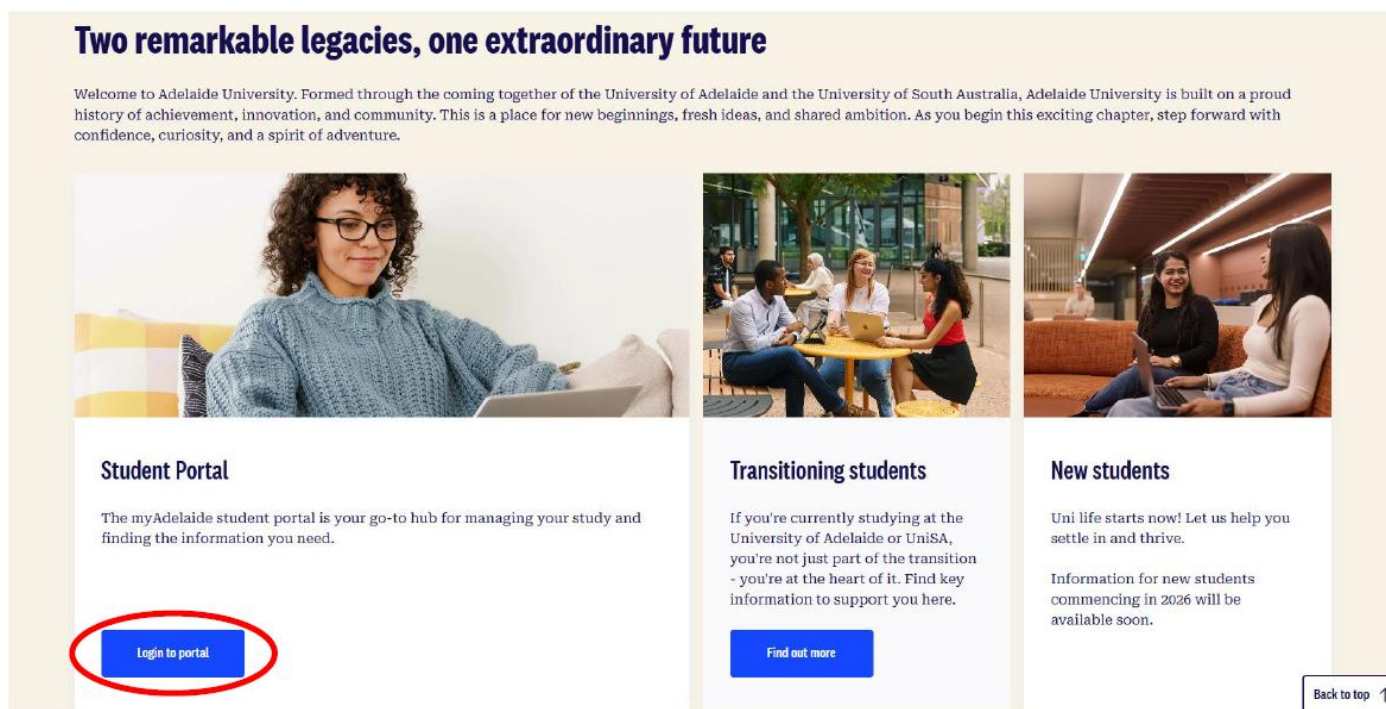 Two remarkable legacies, one extraordinary future
Welcome to Adelaide University. Formed through the coming together of the University of Adelaide and the University of South Australia, Adelaide University is built on a proud
history of achievement, innovation, and community. This is a place for new beginnings, fresh ideas, and shared ambition. As you begin this exciting chapter, step forward with
confidence, curiosity, and a spirit of adventure.
Student Portal
The myAdelaide student portal is your go-to hub for managing your study and
finding the information you need.
Login to portal
Transitioning students
If you're currently studying at the
University of Adelaide or UniSA,
you're not just part of the transition
- you're at the heart of it. Find key
information to support you here.
Find out more
New students
Uni life starts now! Let us help you
settle in and thrive.
Information for new students
commencing in 2026 will be
available soon.
Back to top